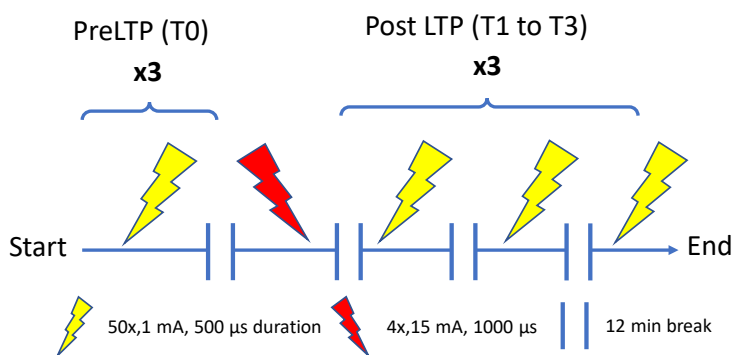 PreLTP (T0)
x3
Post LTP (T1 to T3)
x3
Start
End
50x,1 mA, 500 µs duration
4x,15 mA, 1000 µs
12 min break